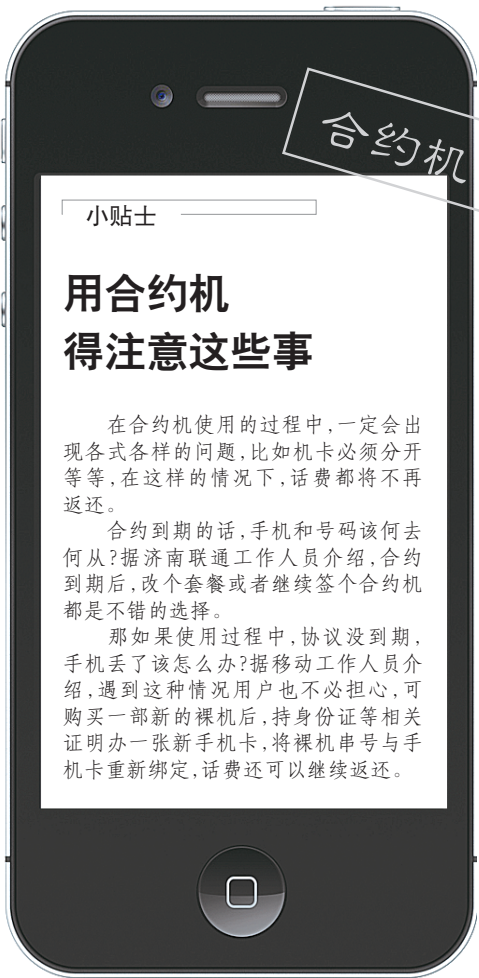 合约机
小贴士
用合约机
得注意这些事
在合约机使用的过程中,一定会出
现各式各样的问题,比如机卡必须分开
等等,在这样的情况下,话费都将不再
返还。
合约到期的话,手机和号码该何去
何从?据济南联通工作人员介绍,合约
到期后,改个套餐或者继续签个合约机
都是不错的选择。
那如果使用过程中,协议没到期,
手机丢了该怎么办?据移动工作人员介
绍,遇到这种情况用户也不必担心,可
购买一部新的裸机后,持身份证等相关
证明办一张新手机卡,将裸机串号与手
机卡重新绑定,话费还可以继续返还。